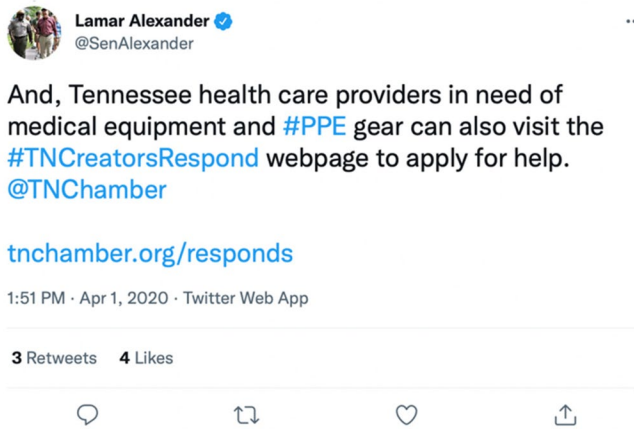 Lamar Alexander
@SenAlexander
And, Tennessee health care providers in need of
medical equipment and #PPE gear can also visit the
#TNCreatorsRespond webpage to apply for help.
@TNChamber
tnchamber.org/responds
1:51 PM · Apr 1, 2020 · Twitter Web App
3 Retweets 4 Likes